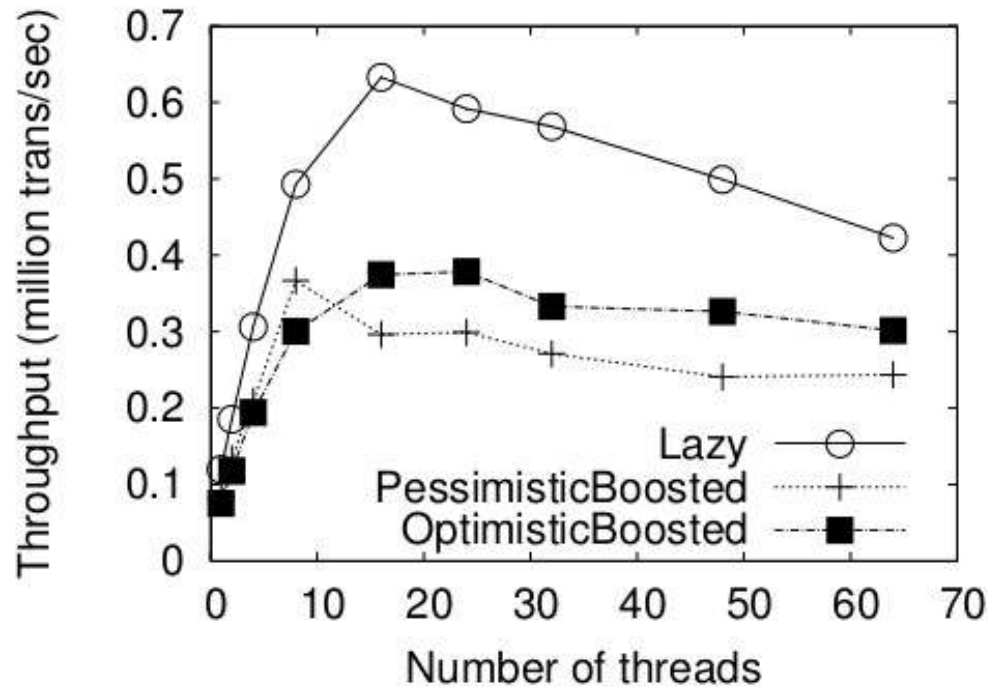 Throughput (million trans/sec)
0.7
0.6
0.5
0.4
0.3
0.2
0.1
0
Lazy
PessimisticBoosted
OptimisticBoosted
0 10 20 30 40 50 60 70
Number of threads